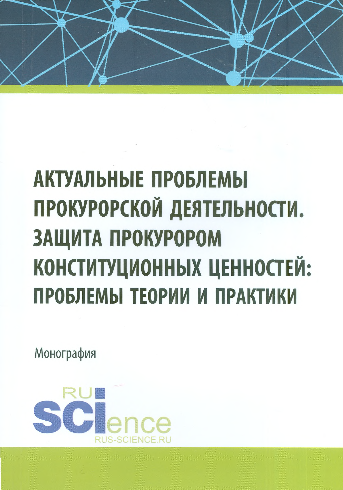 АКТУАЛЬНЫЕ ПРОБЛЕМЫ
ПРОКУРОРСКОЙ ДЕЯТЕЛЬНОСТИ.
ЗАЩИТА ПРОКУРОРОМ
КОНСТИТУЦИОННЫХ ЦЕННОСТЕЙ:
ПРОБЛЕМЫ ТЕОРИИ И ПРАКТИКИ
Монография
RU
SCIence
RUS-SCIENCE.RU